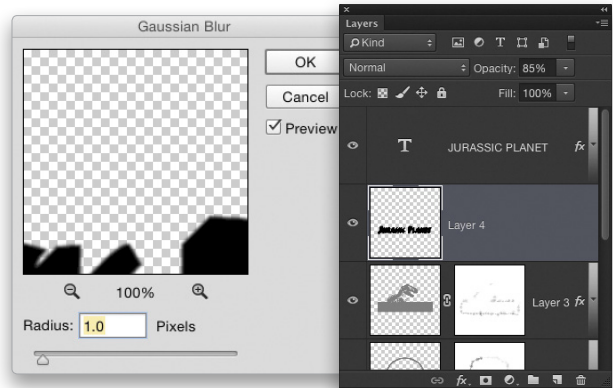 Gaussian Blur
OK
Cancel
Preview
100%
Radius: 1.0 Pixels
Layers
Kind
T
Normal
Opacity: 85%
Lock:
Fill: 100%
T
JURASSIC PLANET
fx
JURASSIC PLANET
Layer 4
Layer 3
fx
fx.